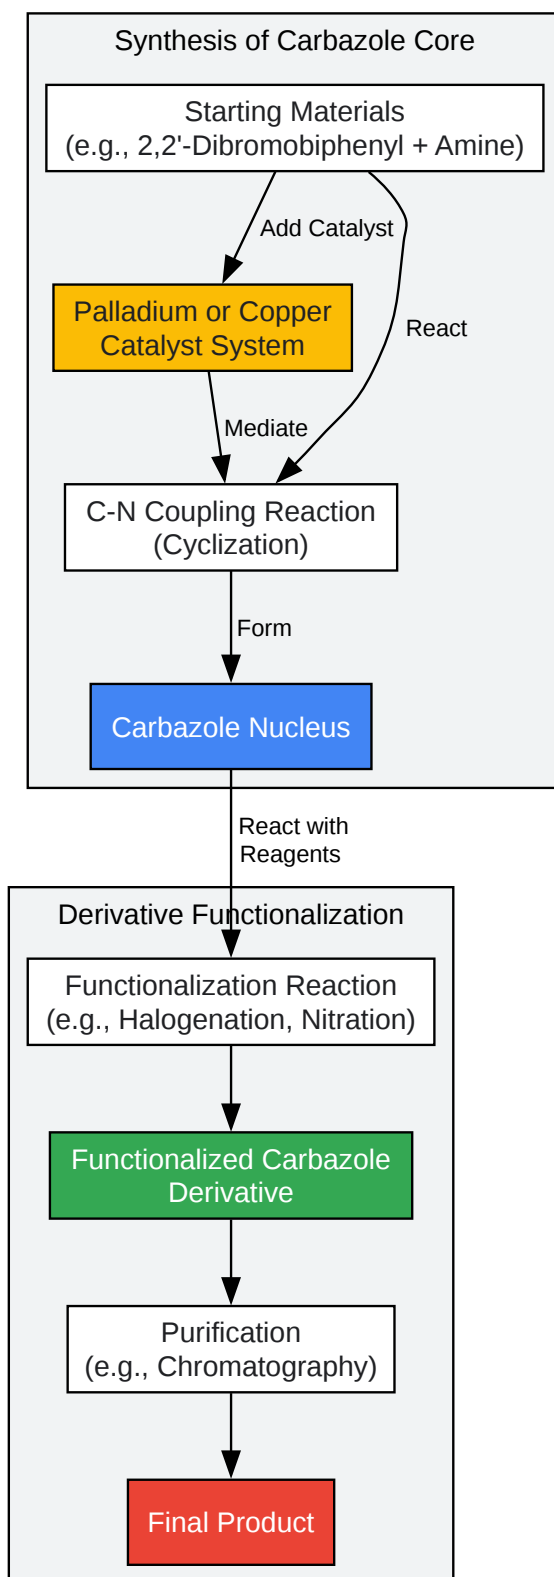 Synthesis of Carbazole Core
Starting Materials
(e.g., 2,2'-Dibromobiphenyl + Amine)
Add Catalyst
React
Palladium or Copper
Catalyst System
Mediate
C-N Coupling Reaction
(Cyclization)
Form
Carbazole Nucleus
React with
Reagents
Derivative Functionalization
Functionalization Reaction
(e.g., Halogenation, Nitration)
Functionalized Carbazole
Derivative
Purification
(e.g., Chromatography)
Final Product